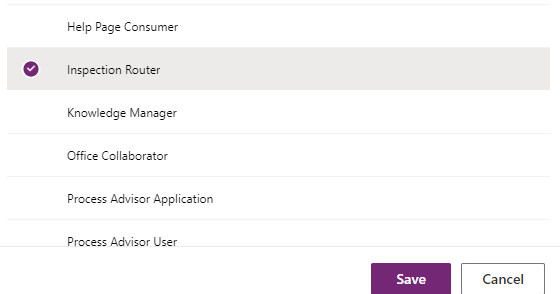 Help Page Consumer
Inspection Router
Knowledge Manager
Office Collaborator
Process Advisor Application
Process Advisor User
Save Cancel